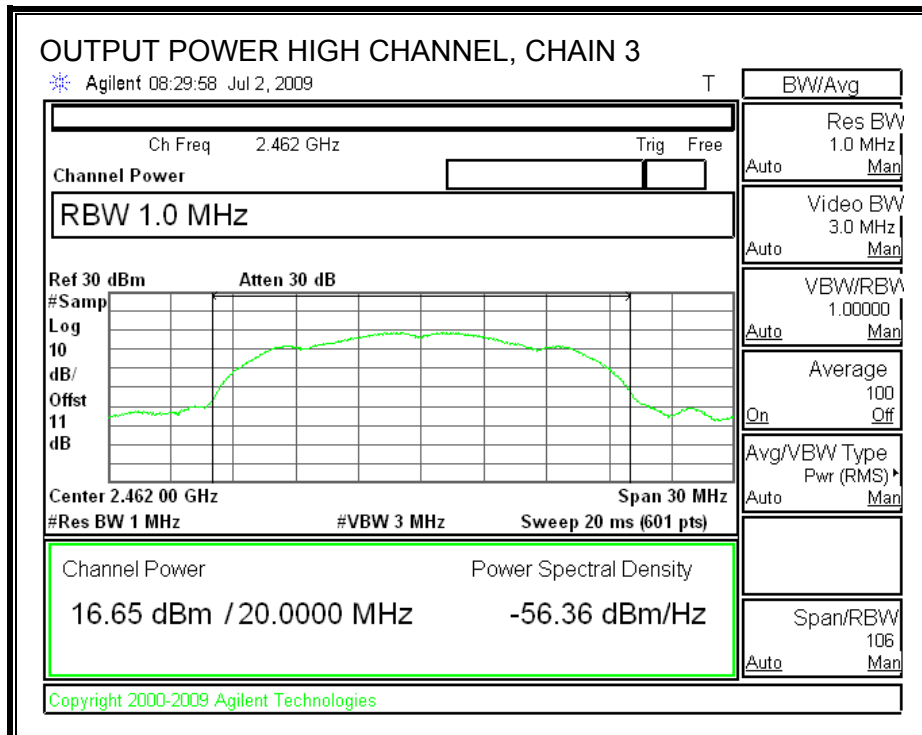 OUTPUT POWER HIGH CHANNEL, CHAIN 3
Agilent 08:29:58 Jul 2, 2009 T
Ch Freq 2.462 GHz Trig Free
Channel Power
RBW 1.0 MHz
Ref 30 dBm Atten 30 dB
#Samp
Log
10
dB/
Offst
11
dB
Center 2.462 00 GHz Span 30 MHz
#Res BW 1 MHz #VBW 3 MHz Sweep 20 ms (601 pts)
Channel Power Power Spectral Density
16.65 dBm / 20.0000 MHz -56.36 dBm/Hz
Copyright 2000-2009 Agilent Technologies
BW/Avg
Res BW
1.0 MHz
Auto Man
Video BW
3.0 MHz
Auto Man
VBW/RBW
1.00000
Auto Man
Average
100
On Off
Avg/VBW Type
Pwr (RMS)
Auto Man
Span/RBW
106
Auto Man